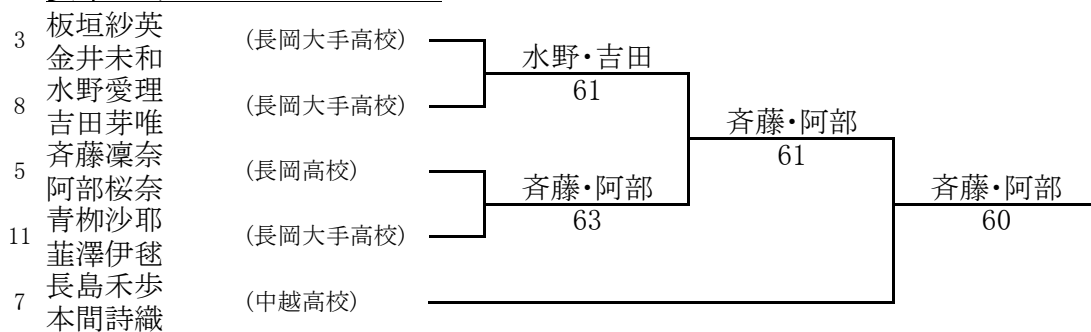 3
板垣紗英
金井未和
(長岡大手高校)
水野・吉田
61
8
水野愛理
吉田芽唯
(長岡大手高校)
斉藤・阿部
61
5
斉藤凜奈
阿部桜奈
(長岡高校)
斉藤・阿部
63
斉藤・阿部
60
11
青栁沙耶
韮澤伊毬
(長岡大手高校)
7
長島禾歩
本間詩織
(中越高校)